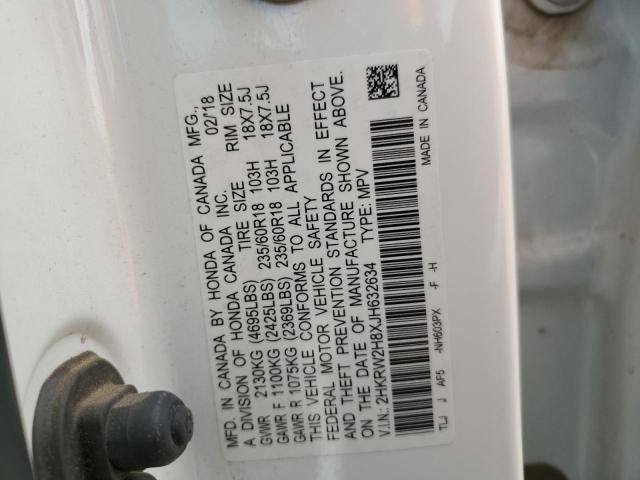 MFD. IN CANADA BY HONDA OF CANADA MFG.,
A DIVISION OF HONDA CANADA INC. 02/'18
TIRE SIZE RIM SIZE
GVWR 2130KG (4695LBS)
GAWR F 1100KG (2425LBS) 235/60R18 103H 18X7.5J
GAWR R 1075KG (2369LBS) 235/60R18 103H 18X7.5J
THIS VEHICLE CONFORMS TO ALL APPLICABLE
FEDERAL MOTOR VEHICLE SAFETY
AND THEFT PREVENTION STANDARDS IN EFFECT
ON THE DATE OF MANUFACTURE SHOWN ABOVE.
V.I.N.: 2HKRW2H8XJH632634 TYPE: MPV
TLJ J AF5 -NH603PX -F -H MADE IN CANADA